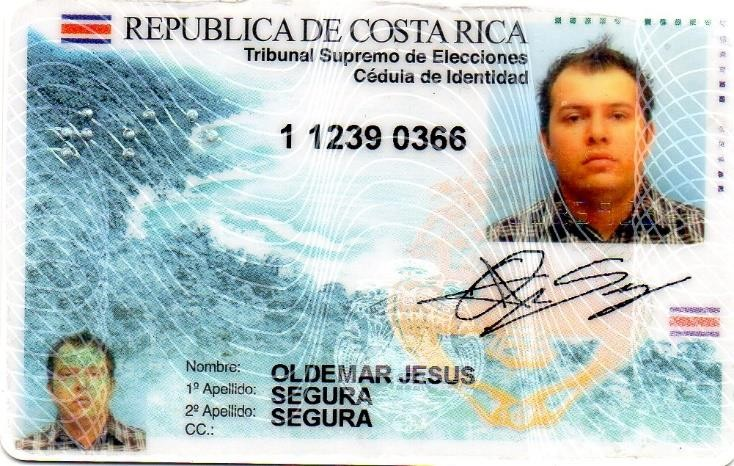 REPUBLICA DE COSTA RICA
Tribunal Supremo de Elecciones
Cédula de Identidad
1 1239 0366
Nombre: OLDEMAR JESUS
1º Apellido: SEGURA
2º Apellido: SEGURA
CC.: